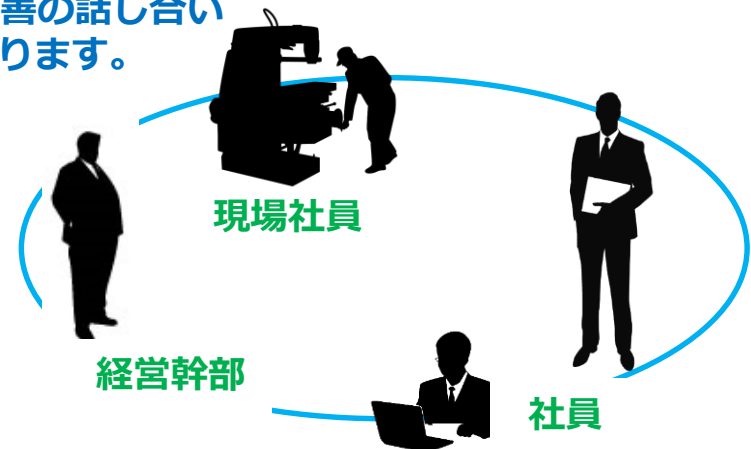 善の話し合い
ります。
現場社員
経営幹部
社員